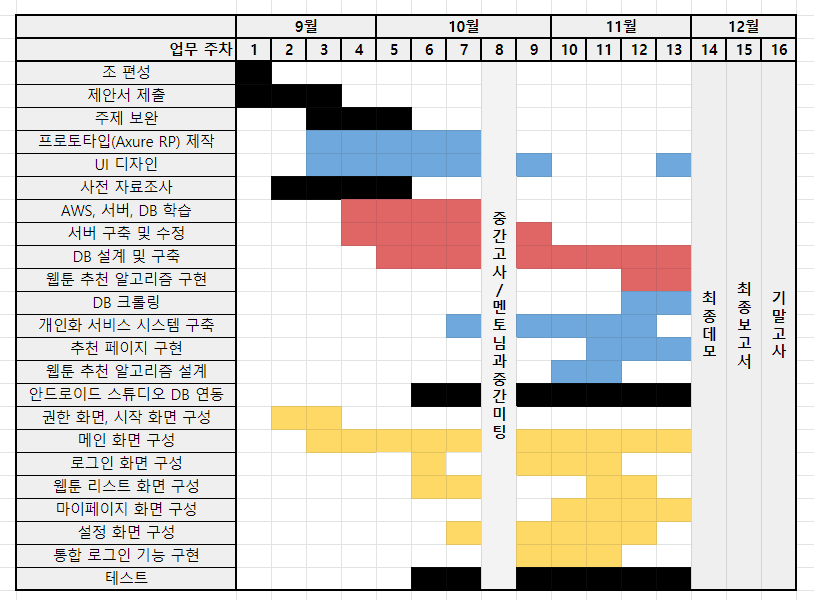 9월 10월 11월 12월
업무 주차 1 2 3 4 5 6 7 8 9 10 11 12 13 14 15 16
조 편성
제안서 제출
주제 보완
프로토타입(Axure RP) 제작
UI 디자인
사전 자료조사
AWS, 서버, DB 학습
서버 구축 및 수정
DB 설계 및 구축
웹툰 추천 알고리즘 구현
DB 크롤링
개인화 서비스 시스템 구축
추천 페이지 구현
웹툰 추천 알고리즘 설계
안드로이드 스튜디오 DB 연동
권한 화면, 시작 화면 구성
메인 화면 구성
로그인 화면 구성
웹툰 리스트 화면 구성
마이페이지 화면 구성
설정 화면 구성
통합 로그인 기능 구현
테스트
중간고사/멘토님과중간미팅
최종데모
최종보고서
기말고사